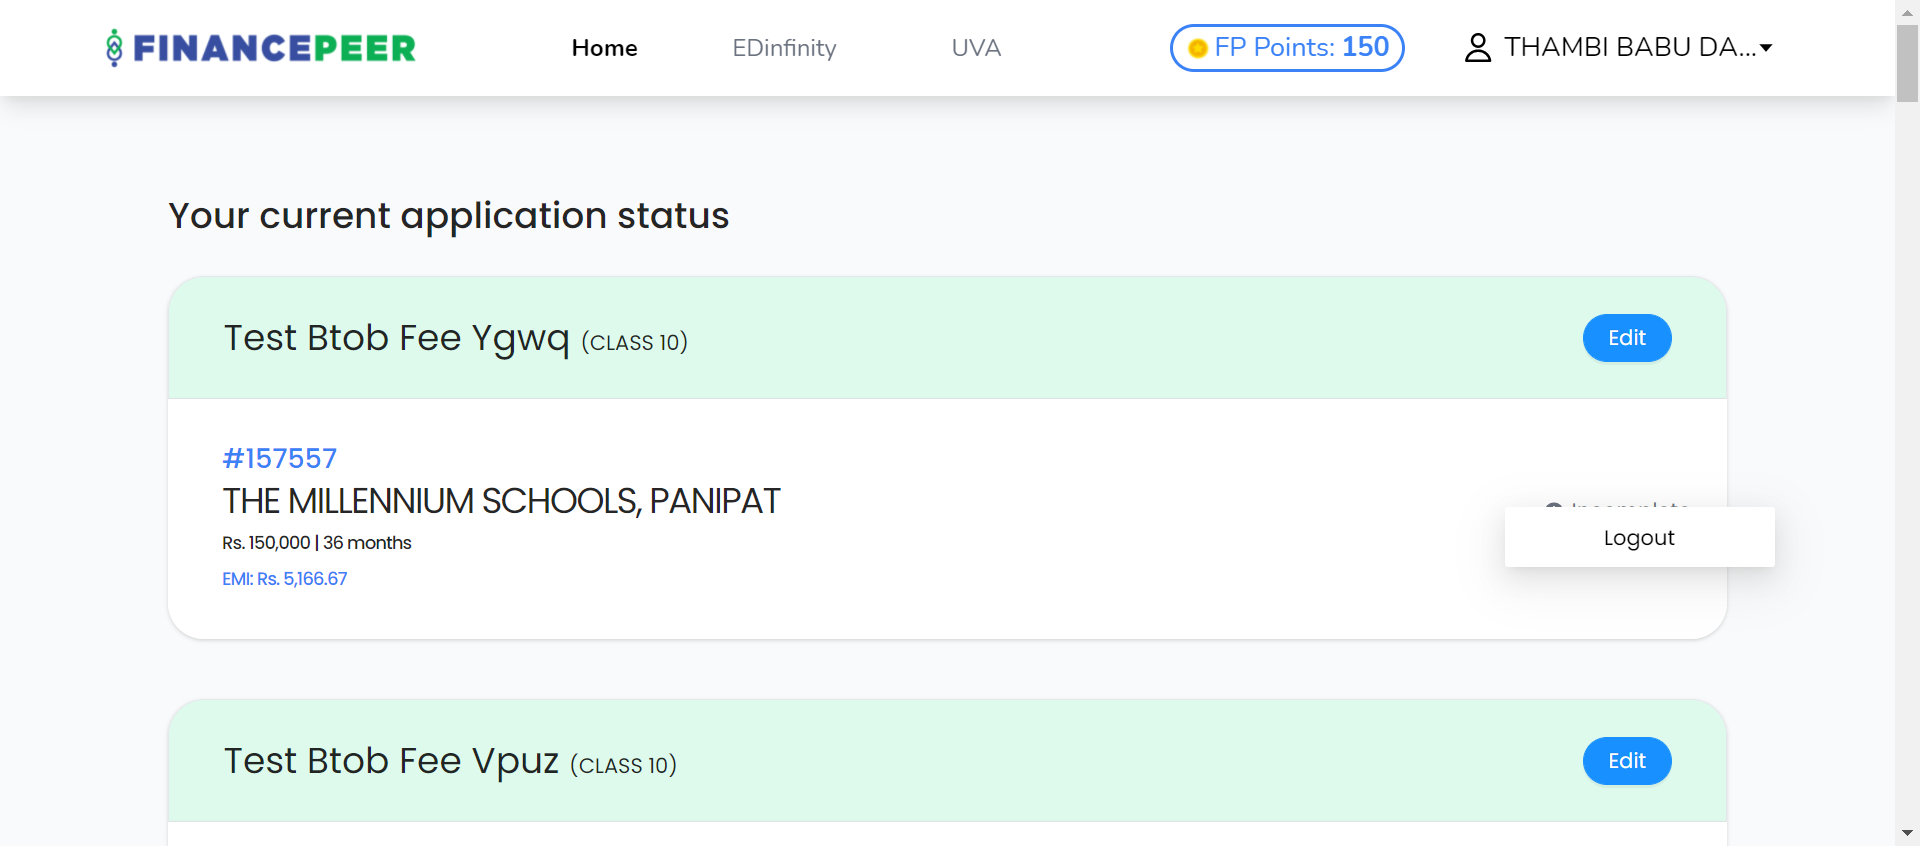 FINANCEPEER
Home
EDinfinity
UVA
FP Points: 150
THAMBI BABU DA...
Your current application status
Test Btob Fee Ygwq (CLASS 10)
Edit
#157557
THE MILLENNIUM SCHOOLS, PANIPAT
Rs. 150,000 | 36 months
EMI: Rs. 5,166.67
Logout
Test Btob Fee Vpuz (CLASS 10)
Edit